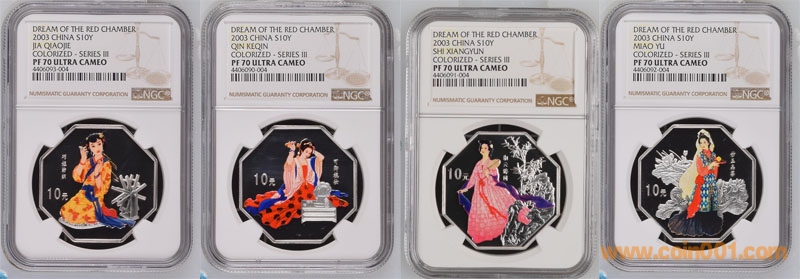 DREAM OF THE RED CHAMBER
2003 CHINA S10Y
JIA QIAOJIE
COLORIZED - SERIES III
PF 70 ULTRA CAMEO
4406093-004
NUMISMATIC GUARANTY CORPORATION
NGC®
10元
DREAM OF THE RED CHAMBER
2003 CHINA S10Y
QIN KEQIN
COLORIZED - SERIES III
PF 70 ULTRA CAMEO
4406090-004
NUMISMATIC GUARANTY CORPORATION
NGC®
10元
DREAM OF THE RED CHAMBER
2003 CHINA S10Y
SHI XIANGYUN
COLORIZED - SERIES III
PF 70 ULTRA CAMEO
4406091-004
NUMISMATIC GUARANTY CORPORATION
NGC®
10元
DREAM OF THE RED CHAMBER
2003 CHINA S10Y
MIAO YU
COLORIZED - SERIES III
PF 70 ULTRA CAMEO
4406092-004
NUMISMATIC GUARANTY CORPORATION
NGC®
10元
www.coin001.com